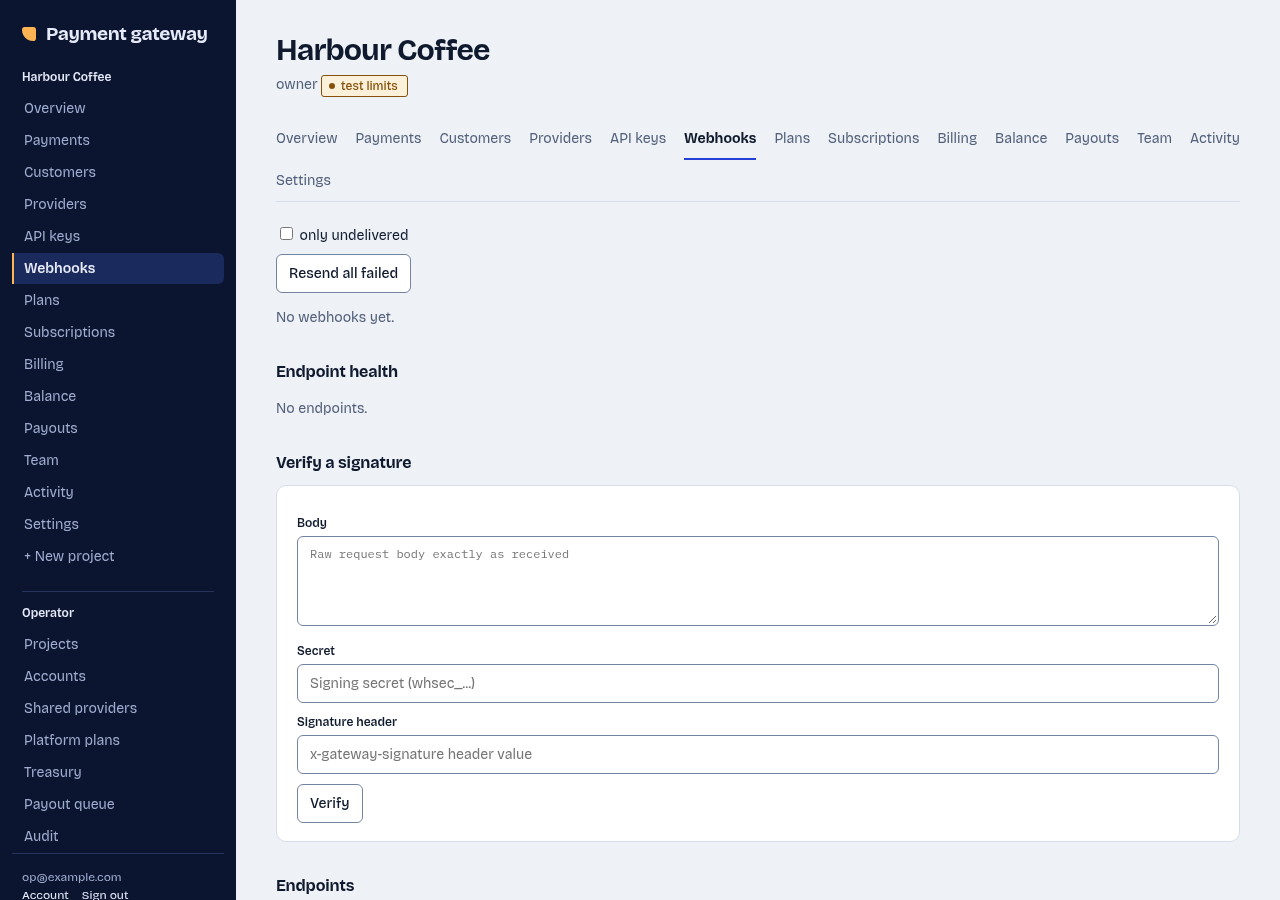 Payment gateway
Harbour Coffee
Overview
Payments
Customers
Providers
API keys
Webhooks
Plans
Subscriptions
Billing
Balance
Payouts
Team
Activity
Settings
+ New project
Operator
Projects
Accounts
Shared providers
Platform plans
Treasury
Payout queue
Audit
op@example.com
Account Sign out
Harbour Coffee
owner test limits
Overview Payments Customers Providers API keys Webhooks Plans Subscriptions Billing Balance Payouts Team Activity
Settings
only undelivered
Resend all failed
No webhooks yet.
Endpoint health
No endpoints.
Verify a signature
Body
Raw request body exactly as received
Secret
Signing secret (whsec_...)
Signature header
x-gateway-signature header value
Verify
Endpoints